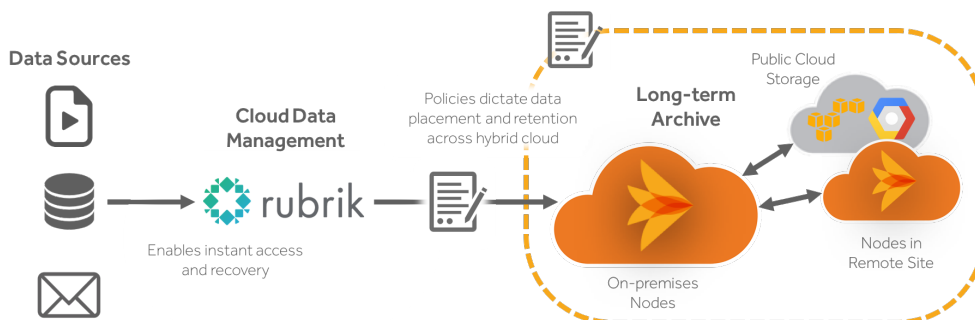 Data Sources
Cloud Data
Management
rubrik
Enables instant access
and recovery
Policies dictate data
placement and retention
across hybrid cloud
Long-term
Archive
On-premises
Nodes
Public Cloud
Storage
Nodes in
Remote Site